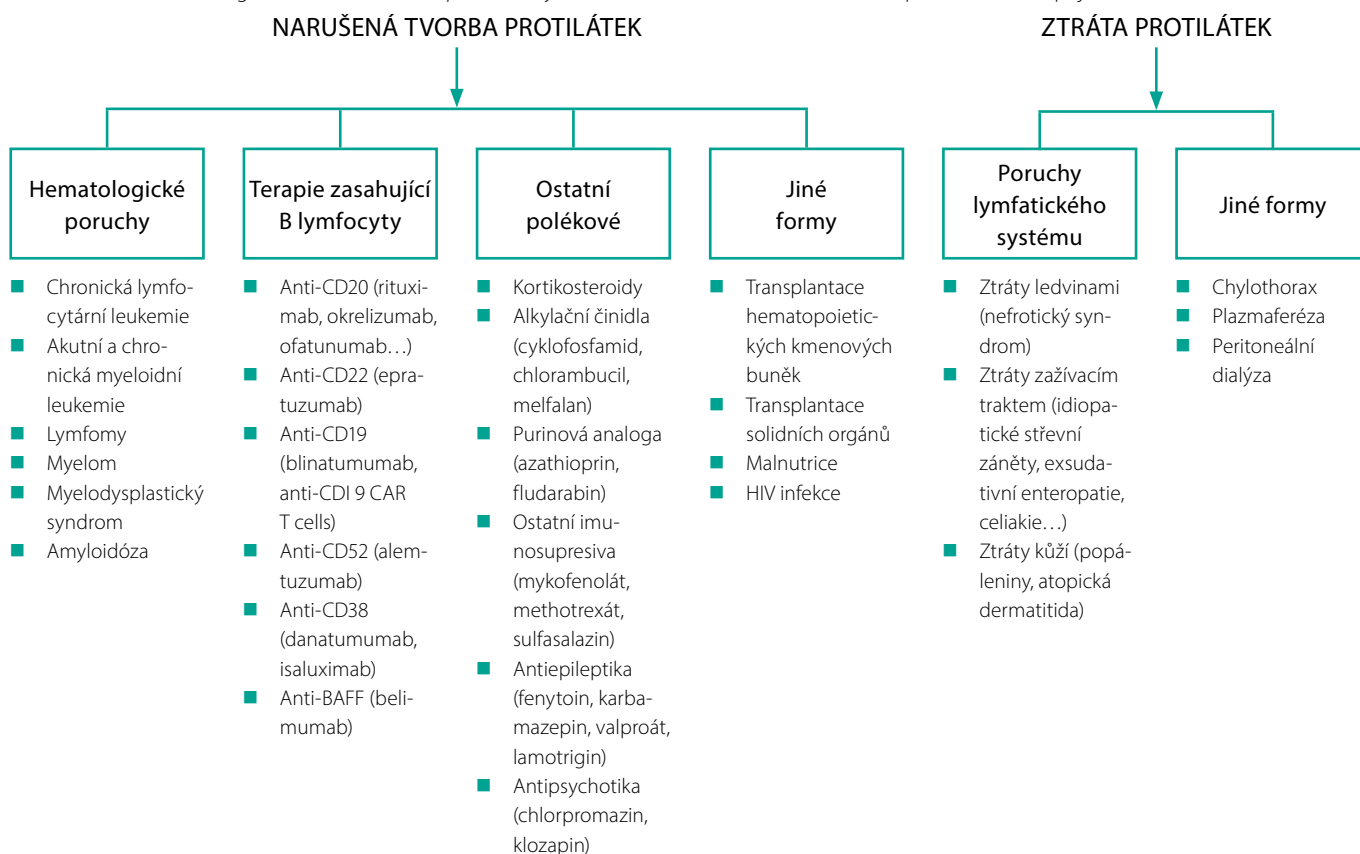 NARUŠENÁ TVORBA PROTILÁTEK
ZTRÁTA PROTILÁTEK
Hematologické
poruchy
Terapie zasahující
B lymfocyty
Ostatní
polékové
Jiné
formy
Poruchy
lymfatického
systému
Jiné formy
Chronická lymfo-
cytární leukemie
Akutní a chro-
nická myeloidní
leukemie
Lymfomy
Myelom
Myelodysplastický
syndrom
Amyloidóza
Anti-CD20 (rituxi-
mab, okrelizumab,
ofatunumab…)
Anti-CD22 (epra-
tuzumab)
Anti-CD19
(blinatumumab,
anti-CDI 9 CAR
T cells)
Anti-CD52 (alem-
tuzumab)
Anti-CD38
(danatumumab,
isaluximab)
Anti-BAFF (beli-
mumab)
Kortikosteroidy
Alkylační činidla
(cyklofosfamid,
chlorambucil,
melfalan)
Purinová analoga
(azathioprin,
fludarabin)
Ostatní imu-
nosupresiva
(mykofenolát,
methotrexát,
sulfasalazin)
Antiepileptika
(fenytoin, karba-
mazepin, valproát,
lamotrigin)
Antipsychotika
(chlorpromazin,
klozapin)
Transplantace
hematopoietic-
kých kmenových
buněk
Transplantace
solidních orgánů
Malnutrice
HIV infekce
Ztráty ledvinami
(nefrotický syn-
drom)
Ztráty zažívacím
traktem (idiopa-
tické střevní
záněty, exsuda-
tivní enteropatie,
celiakie…)
Ztráty kůží (popá-
leniny, atopická
dermatitida)
Chylothorax
Plazmaferéza
Peritoneální
dialýza